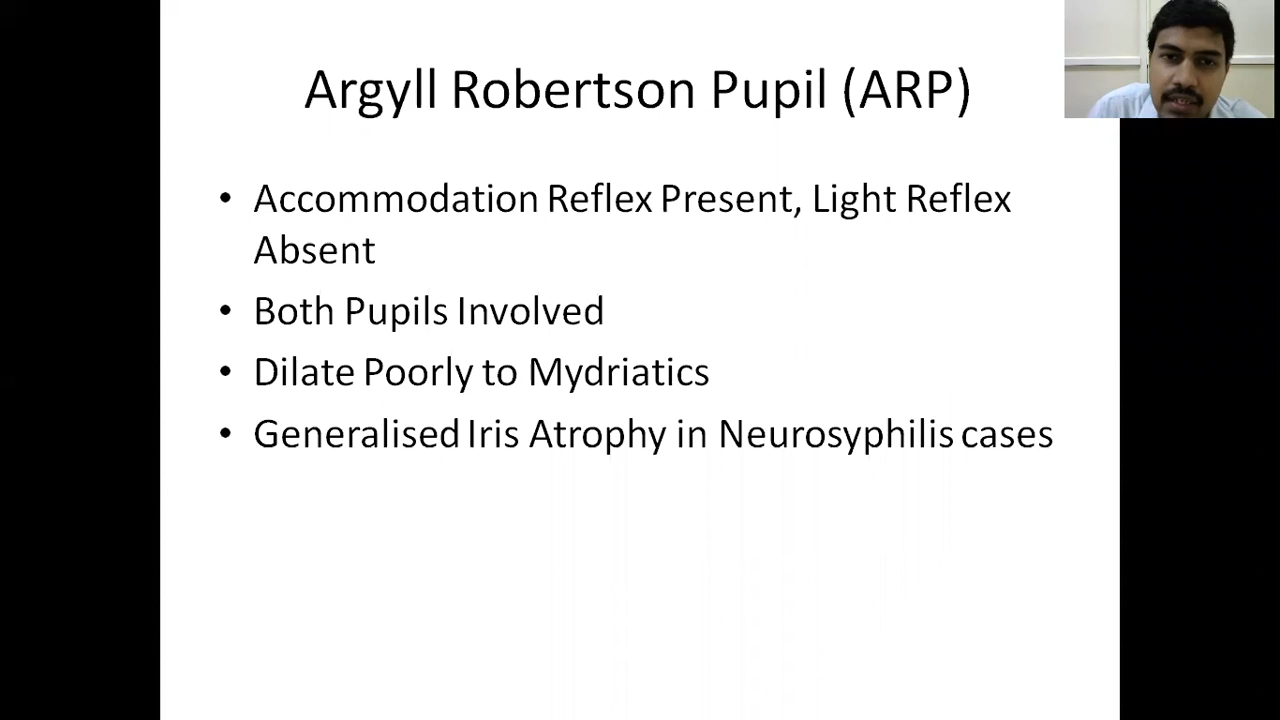 Argyll Robertson Pupil (ARP)
• Accommodation Reflex Present, Light Reflex
Absent
• Both Pupils Involved
• Dilate Poorly to Mydriatics
• Generalised Iris Atrophy in Neurosyphilis cases